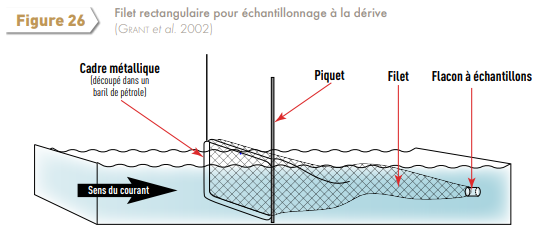 Figure 26
Filet rectangulaire pour échantillonnage à la dérive
(GRANT et al. 2002)
Cadre métallique
(découpé dans un
baril de pétrole)
Piquet
Filet
Flacon à échantillons
Sens du courant